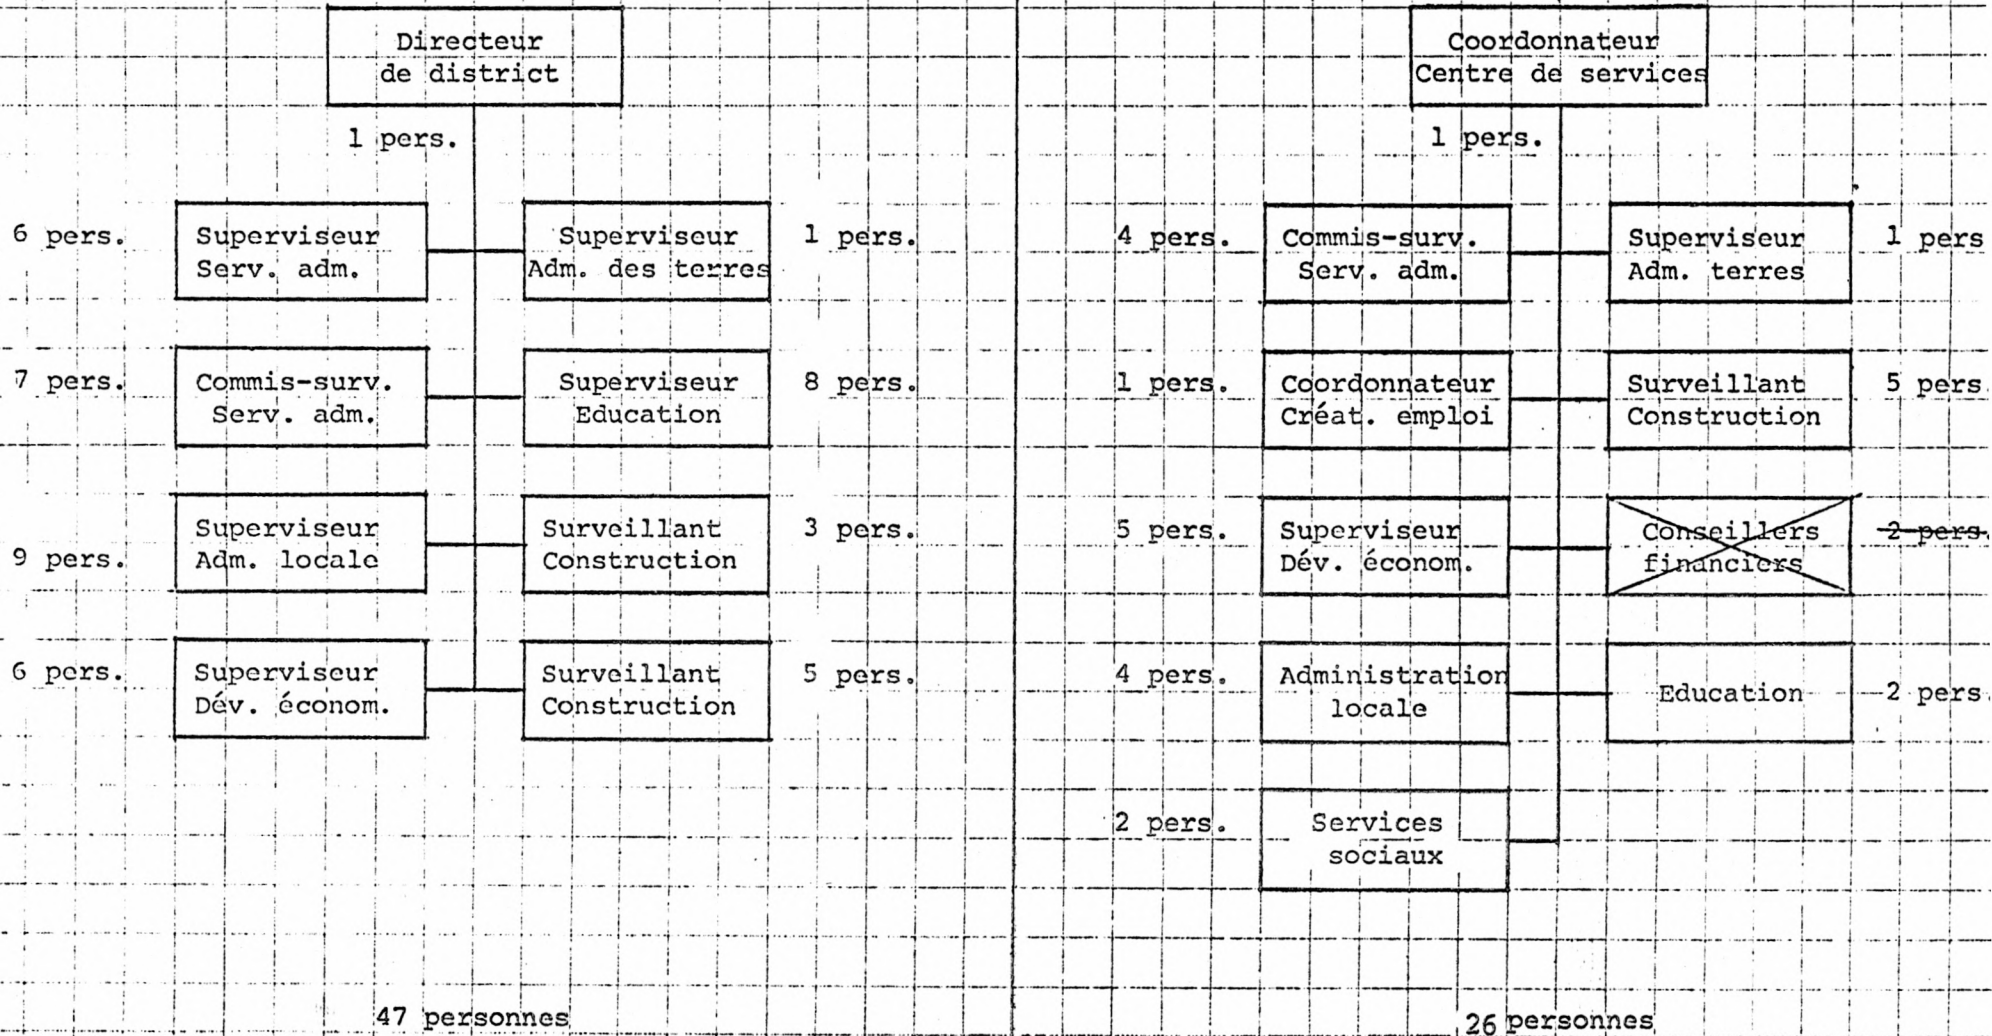 Directeur
de district
1 pers.
6 pers.
Superviseur
Serv. adm.
Superviseur
Adm. des terres
1 pers.
7 pers.
Commis-surv.
Serv. adm.
Superviseur
Education
8 pers.
9 pers.
Superviseur
Adm. locale
Surveillant
Construction
3 pers.
6 pers.
Superviseur
Dév. économ.
Surveillant
Construction
5 pers.
47 personnes
Coordonnateur
Centre de services
1 pers.
4 pers.
Commis-surv.
Serv. adm.
Superviseur
Adm. terres
1 pers
1 pers.
Coordonnateur
Créat. emploi
Surveillant
Construction
5 pers.
5 pers.
Superviseur
Dév. économ.
Conseillers
financiers
2 pers.
4 pers.
Administration
locale
Education
2 pers.
2 pers.
Services
sociaux
26 personnes